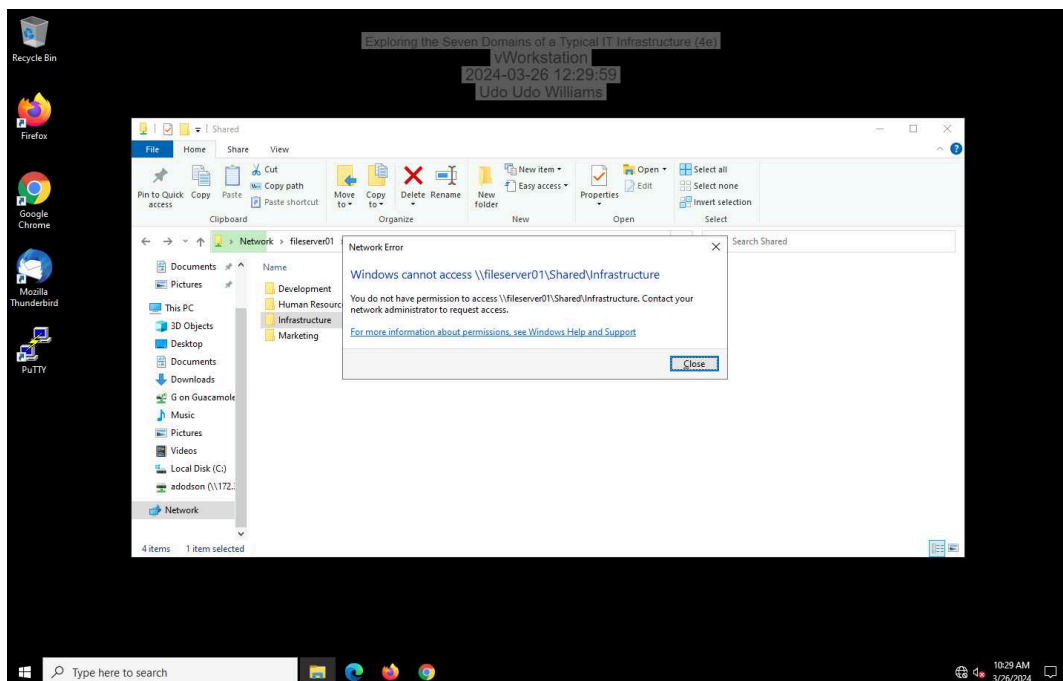 Exploring the Seven Domains of a Typical IT Infrastructure (4e)
vWorkstation
2024-03-26 12:29:59
Udo Udo Williams
Recycle Bin
Firefox
Google
Chrome
Mozilla
Thunderbird
PuTTY
Shared
File Home Share View
Pin to Quick
access
Copy
Paste
Cut
Copy path
Paste shortcut
Clipboard
Move
to
Copy
to
Delete
Rename
Organize
New
folder
New item
Easy access
New
Properties
Open
Edit
Open
Select all
Select none
Invert selection
Select
Network > fileserver01
Search Shared
Documents
Pictures
This PC
3D Objects
Desktop
Documents
Downloads
G on Guacamole
Music
Pictures
Videos
Local Disk (C:)
adodson (\\172.
Network
Name
Development
Human Resourc
Infrastructure
Marketing
Network Error
Windows cannot access \\fileserver01\Shared\Infrastructure
You do not have permission to access \\fileserver01\Shared\Infrastructure. Contact your
network administrator to request access.
For more information about permissions, see Windows Help and Support
Close
4 items 1 item selected
Type here to search
10:29 AM
3/26/2024